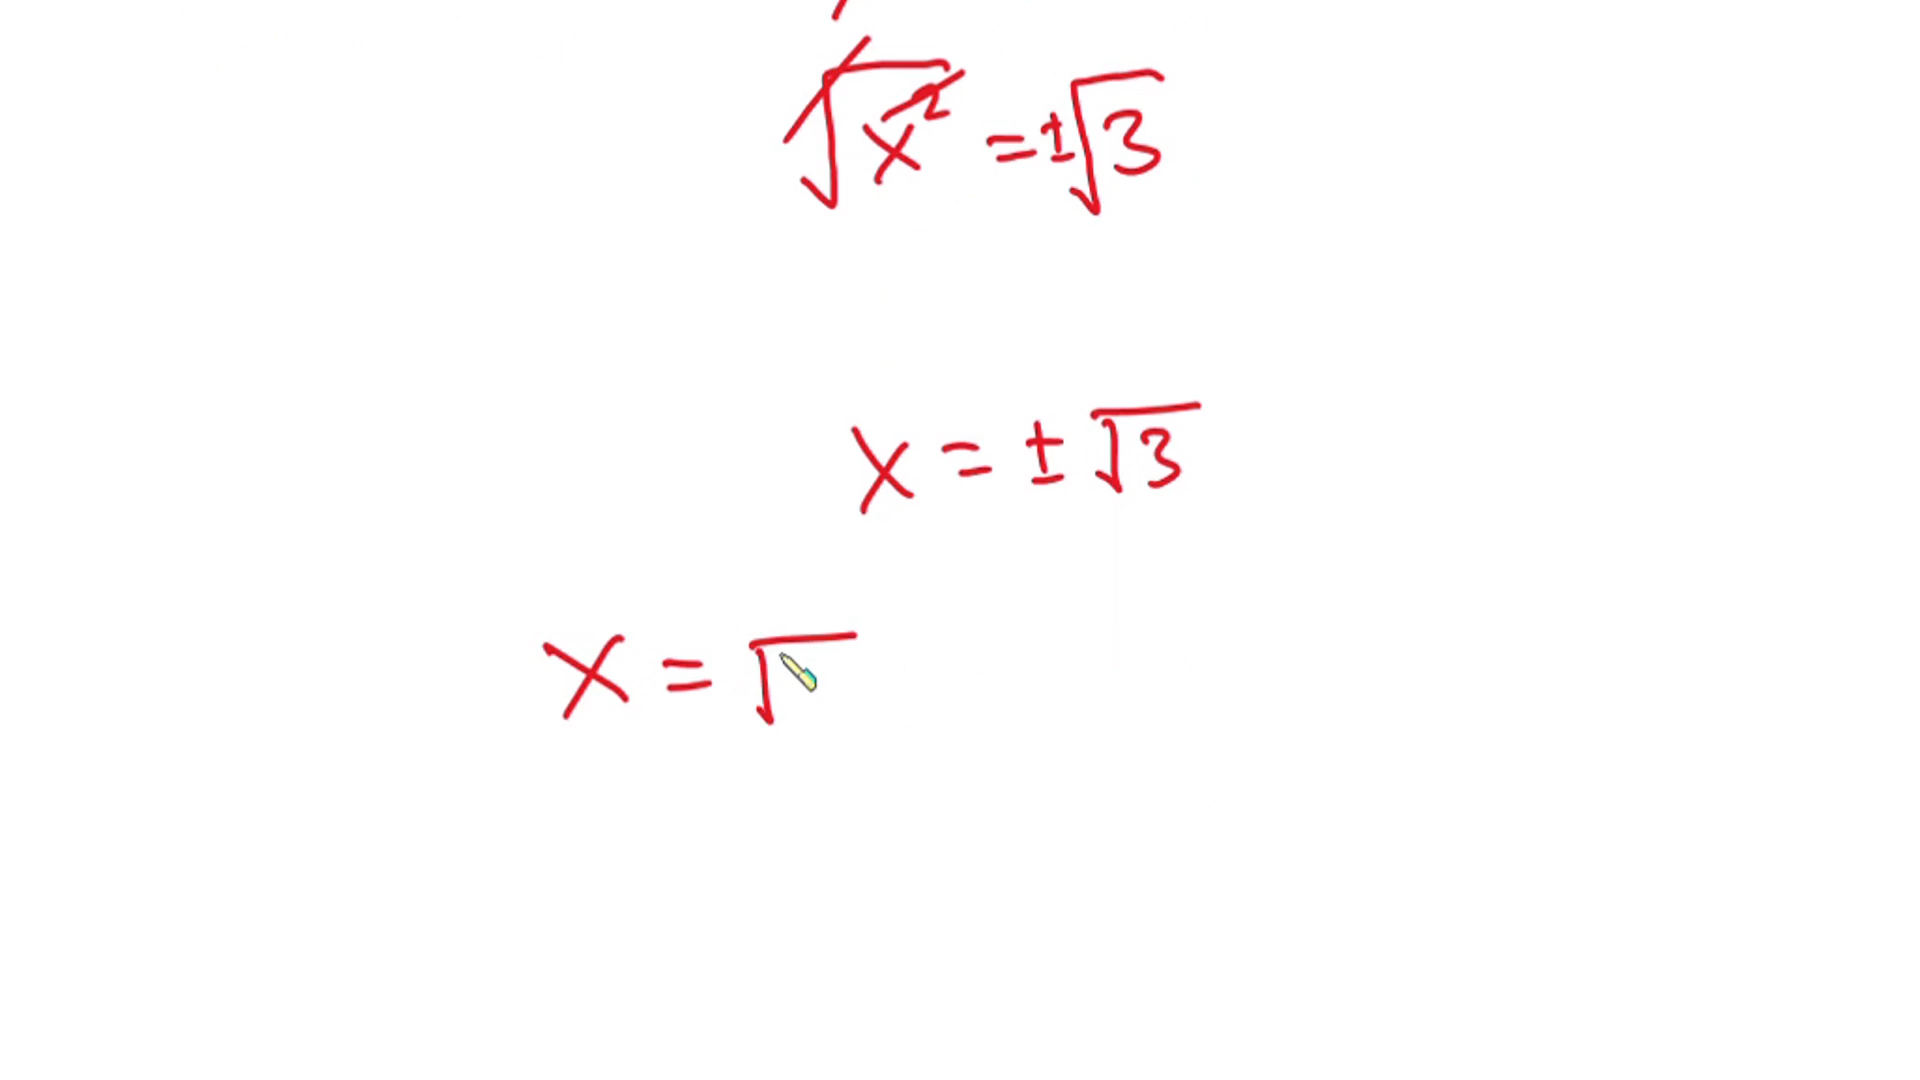 √x² = ±√3
x = ±√3
x = √